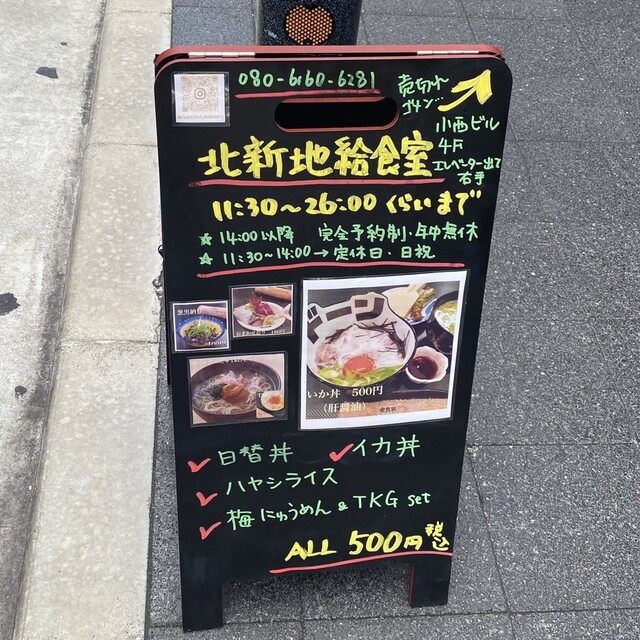 080-6160-6281
売切れ
ゴメン…
小西ビル
4F
エレベーター出て
右手
北新地給食室
11:30〜26:00 くらいまで
☆ 14:00以降 完全予約制・年中無休
☆ 11:30〜14:00→定休日・日祝
いか丼 500円
(肝醤油)
日替丼
イカ丼
ハヤシライス
梅にゅうめん & TKG set
ALL 500円 税込